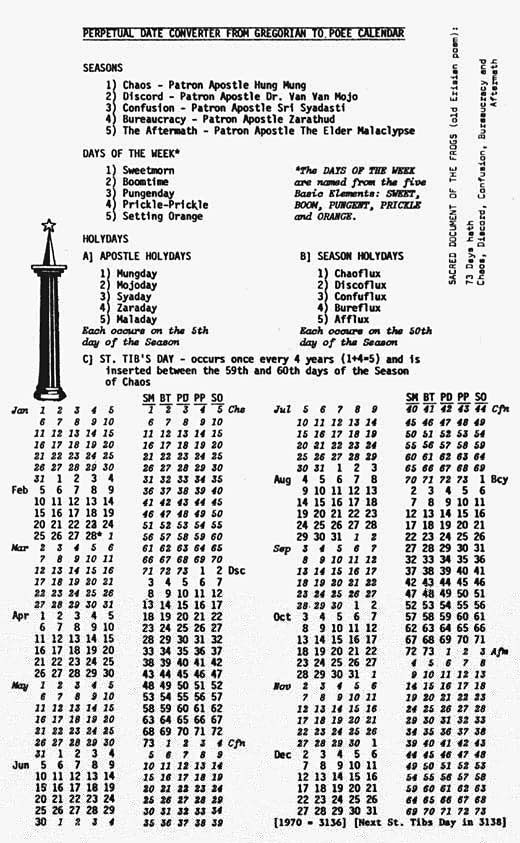 PERPETUAL DATE CONVERTER FROM GREGORIAN TO POEE CALENDAR
SEASONS
1) Chaos - Patron Apostle Hung Mung
2) Discord - Patron Apostle Dr. Van Van Mojo
3) Confusion - Patron Apostle Sri Syadasti
4) Bureaucracy - Patron Apostle Zarathud
5) The Aftermath - Patron Apostle The Elder Malaclypse
DAYS OF THE WEEK*
1) Sweetmorn
2) Boomtime
3) Pungenday
4) Prickle-Prickle
5) Setting Orange
*The DAYS OF THE WEEK
are named from the five
Basic Elements: SWEET,
BOOM, PUNGENT, PRICKLE
and ORANGE.
SACRED DOCUMENT OF THE FROGS (old Erisian poem):
73 Days hath
Chaos, Discord, Confusion, Bureaucracy and
Aftermath
HOLYDAYS
A] APOSTLE HOLYDAYS
1) Mungday
2) Mojoday
3) Syaday
4) Zaraday
5) Maladay
Each occurs on the 5th
day of the Season
B] SEASON HOLYDAYS
1) Chaoflux
2) Discoflux
3) Confuflux
4) Bureflux
5) Afflux
Each occurs on the 50th
day of the Season
C] ST. TIB'S DAY - occurs once every 4 years (1+4=5) and is
inserted between the 59th and 60th days of the Season
of Chaos
SM BT PD PP SO
Jan 1 2 3 4 5 1 2 3 4 5 Chs
6 7 8 9 10 6 7 8 9 10
11 12 13 14 15 11 12 13 14 15
16 17 18 19 20 16 17 18 19 20
21 22 23 24 25 21 22 23 24 25
26 27 28 29 30 26 27 28 29 30
31 1 2 3 4 31 32 33 34 35
Feb 5 6 7 8 9 36 37 38 39 40
10 11 12 13 14 41 42 43 44 45
15 16 17 18 19 46 47 48 49 50
20 21 22 23 24 51 52 53 54 55
25 26 27 28* 1 56 57 58 59 60
Mar 2 3 4 5 6 61 62 63 64 65
7 8 9 10 11 66 67 68 69 70
12 13 14 15 16 71 72 73 1 2 Dsc
17 18 19 20 21 3 4 5 6 7
22 23 24 25 26 8 9 10 11 12
27 28 29 30 31 13 14 15 16 17
Apr 1 2 3 4 5 18 19 20 21 22
6 7 8 9 10 23 24 25 26 27
11 12 13 14 15 28 29 30 31 32
16 17 18 19 20 33 34 35 36 37
21 22 23 24 25 38 39 40 41 42
26 27 28 29 30 43 44 45 46 47
May 1 2 3 4 5 48 49 50 51 52
6 7 8 9 10 53 54 55 56 57
11 12 13 14 15 58 59 60 61 62
16 17 18 19 20 63 64 65 66 67
21 22 23 24 25 68 69 70 71 72
26 27 28 29 30 73 1 2 3 4 Cfn
31 1 2 3 4 5 6 7 8 9
Jun 5 6 7 8 9 10 11 12 13 14
10 11 12 13 14 15 16 17 18 19
15 16 17 18 19 20 21 22 23 24
20 21 22 23 24 25 26 27 28 29
25 26 27 28 29 30 31 32 33 34
30 1 2 3 4 35 36 37 38 39
SM BT PD PP SO
Jul 5 6 7 8 9 40 41 42 43 44 Cfn
10 11 12 13 14 45 46 47 48 49
15 16 17 18 19 50 51 52 53 54
20 21 22 23 24 55 56 57 58 59
25 26 27 28 29 60 61 62 63 64
30 31 1 2 3 65 66 67 68 69
Aug 4 5 6 7 8 70 71 72 73 1 Bcy
9 10 11 12 13 2 3 4 5 6
14 15 16 17 18 7 8 9 10 11
19 20 21 22 23 12 13 14 15 16
24 25 26 27 28 17 18 19 20 21
29 30 31 1 2 22 23 24 25 26
Sep 3 4 5 6 7 27 28 29 30 31
8 9 10 11 12 32 33 34 35 36
13 14 15 16 17 37 38 39 40 41
18 19 20 21 22 42 43 44 45 46
23 24 25 26 27 47 48 49 50 51
28 29 30 1 2 52 53 54 55 56
Oct 3 4 5 6 7 57 58 59 60 61
8 9 10 11 12 62 63 64 65 66
13 14 15 16 17 67 68 69 70 71
18 19 20 21 22 72 73 1 2 3 Afm
23 24 25 26 27 4 5 6 7 8
28 29 30 31 1 9 10 11 12 13
Nov 2 3 4 5 6 14 15 16 17 18
7 8 9 10 11 19 20 21 22 23
12 13 14 15 16 24 25 26 27 28
17 18 19 20 21 29 30 31 32 33
22 23 24 25 26 34 35 36 37 38
27 28 29 30 1 39 40 41 42 43
Dec 2 3 4 5 6 44 45 46 47 48
7 8 9 10 11 49 50 51 52 53
12 13 14 15 16 54 55 56 57 58
17 18 19 20 21 59 60 61 62 63
22 23 24 25 26 64 65 66 67 68
27 28 29 30 31 69 70 71 72 73
[1970 = 3136] [Next St. Tibs Day in 3138]